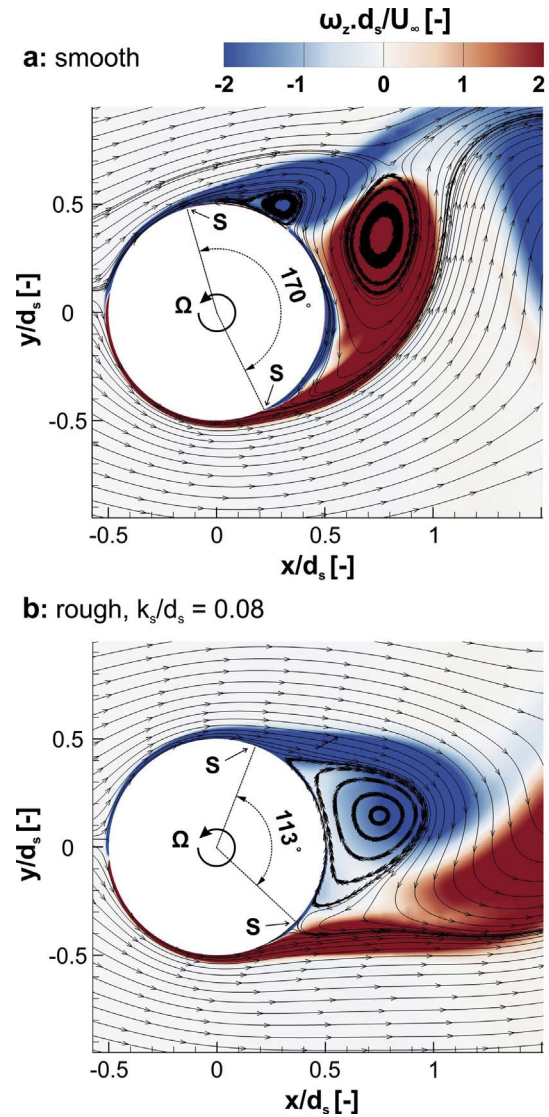 ω_z.d_s/U_∞ [-]
a: smooth
-2 -1 0 1 2
0.5
0
-0.5
y/d_s [-]
S
170°
Ω
S
-0.5 0 0.5 1
x/d_s [-]
b: rough, k_s/d_s = 0.08
0.5
0
-0.5
y/d_s [-]
S
113°
Ω
S
-0.5 0 0.5 1
x/d_s [-]